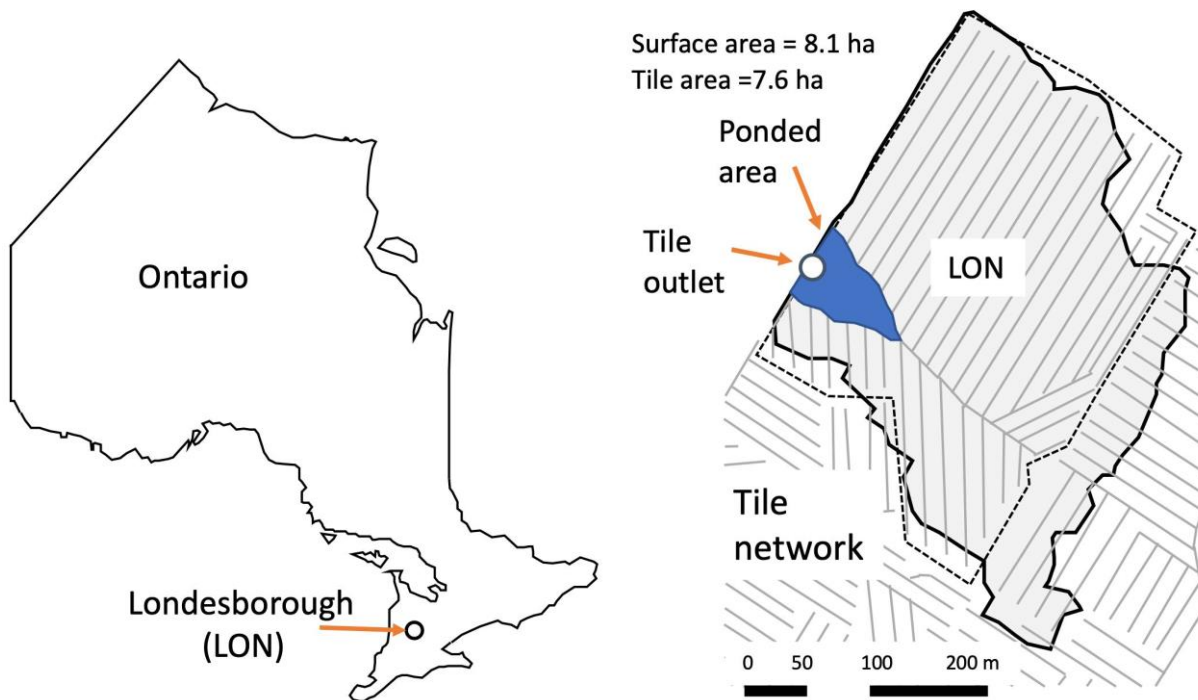 Ontario
Londesborough
(LON)
Surface area = 8.1 ha
Tile area =7.6 ha
Ponded
area
Tile
outlet
LON
Tile
network
0 50 100 200 m